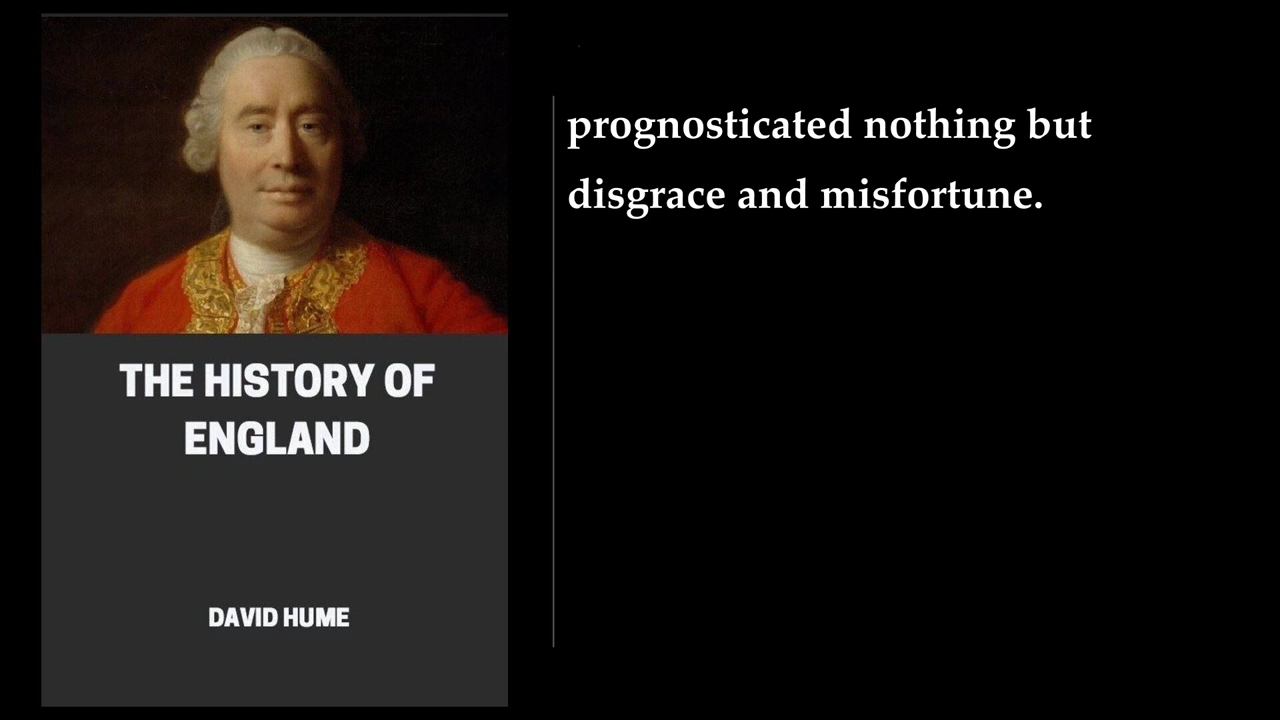 THE HISTORY OF
ENGLAND
DAVID HUME
prognosticated nothing but
disgrace and misfortune.